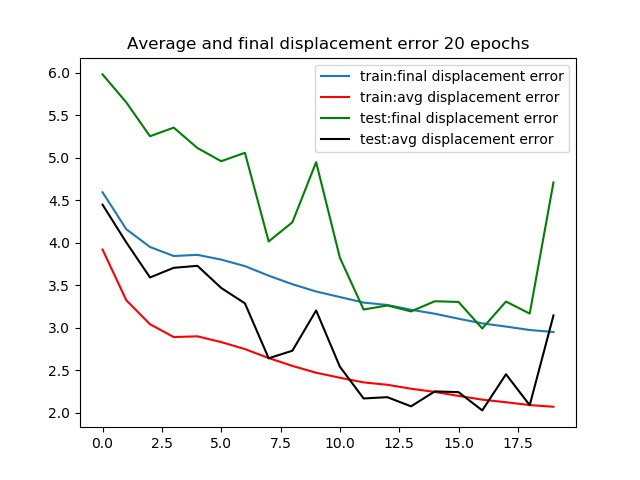 Average and final displacement error 20 epochs
train:final displacement error
train:avg displacement error
test:final displacement error
test:avg displacement error
6.0
5.5
5.0
4.5
4.0
3.5
3.0
2.5
2.0
0.0 2.5 5.0 7.5 10.0 12.5 15.0 17.5